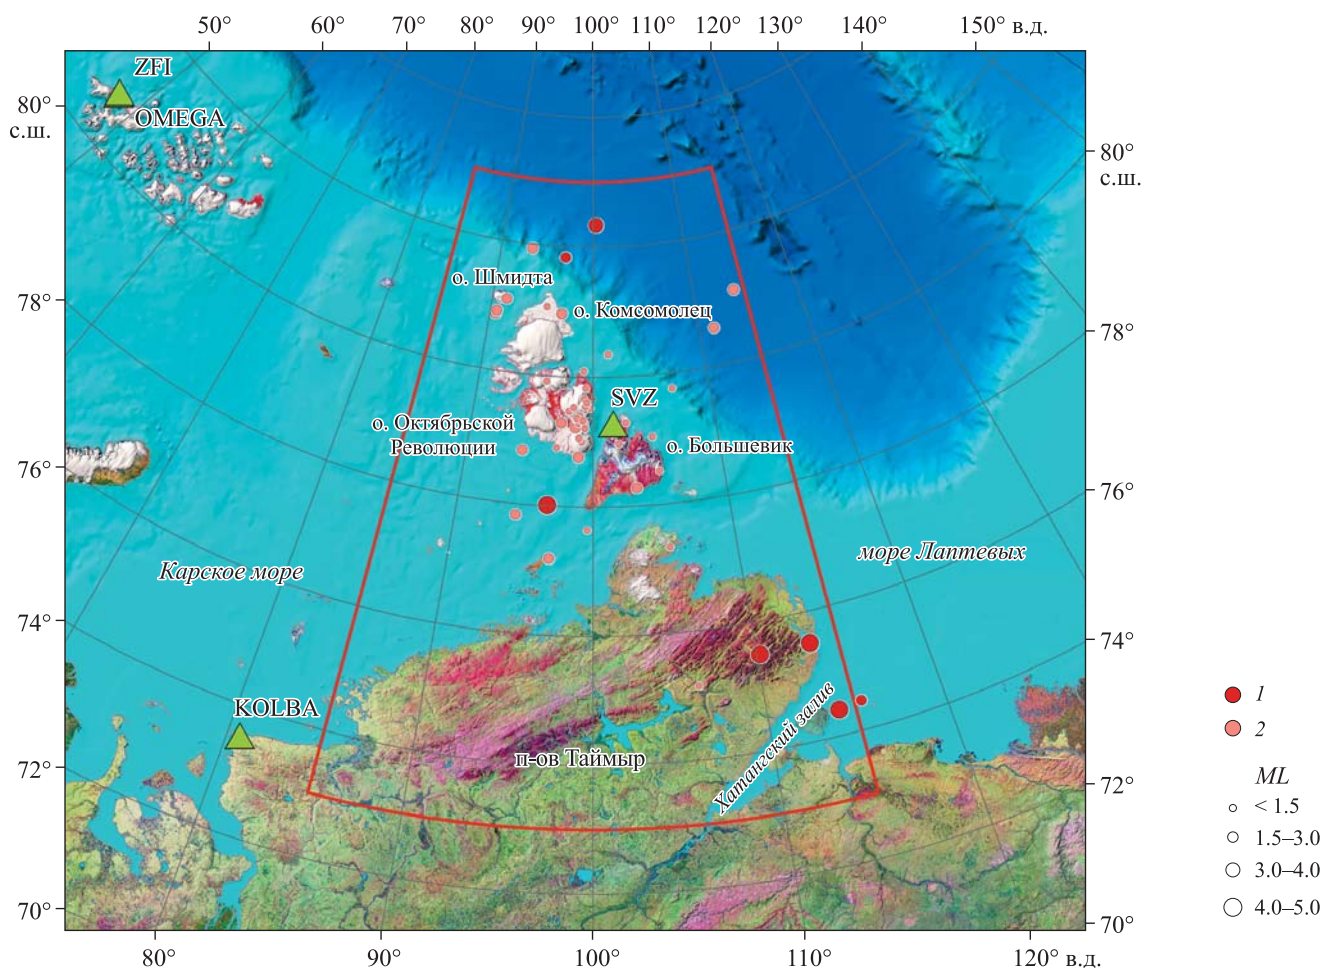 50° 60° 70° 80° 90° 100° 110° 120° 130° 140° 150° в.д.
ZFI
OMEGA
80°
с.ш.
80°
с.ш.
о. Шмидта
78°
о. Комсомолец
78°
SVZ
о. Октябрьской
Революции
о. Большевик
76°
76°
Карское море
море Лаптевых
74°
74°
KOLBA
Хатангский залив
п-ов Таймыр
72°
72°
70°
70°
80° 90° 100° 110° 120° в.д.
1
2
ML
< 1.5
1.5–3.0
3.0–4.0
4.0–5.0